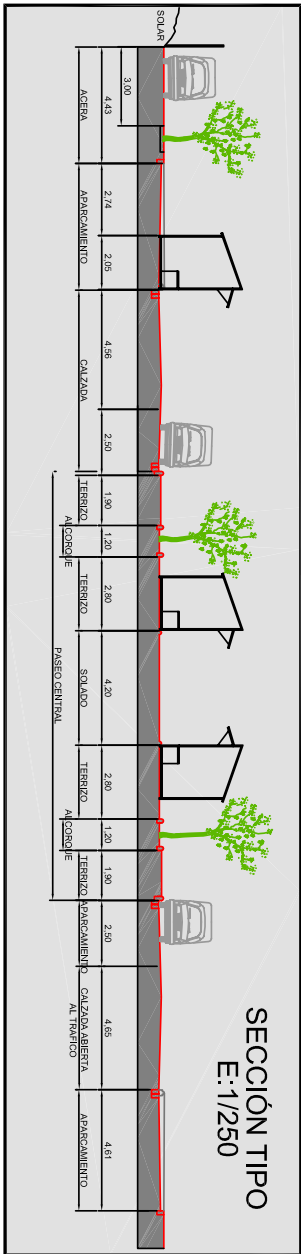 SECCIÓN TIPO
E:1/250
SOLAR
3,00
4,43
2,74
2,05
4,56
2,50
1,90
1,20
2,80
4,20
2,80
1,20
1,90
2,50
4,65
4,61
ACERA
APARCAMIENTO
CALZADA
TERRIZO
ALCORQUE
TERRIZO
SOLADO
TERRIZO
ALCORQUE
TERRIZO
APARCAMIENTO
CALZADA ABIERTA
AL TRAFICO
APARCAMIENTO
PASEO CENTRAL